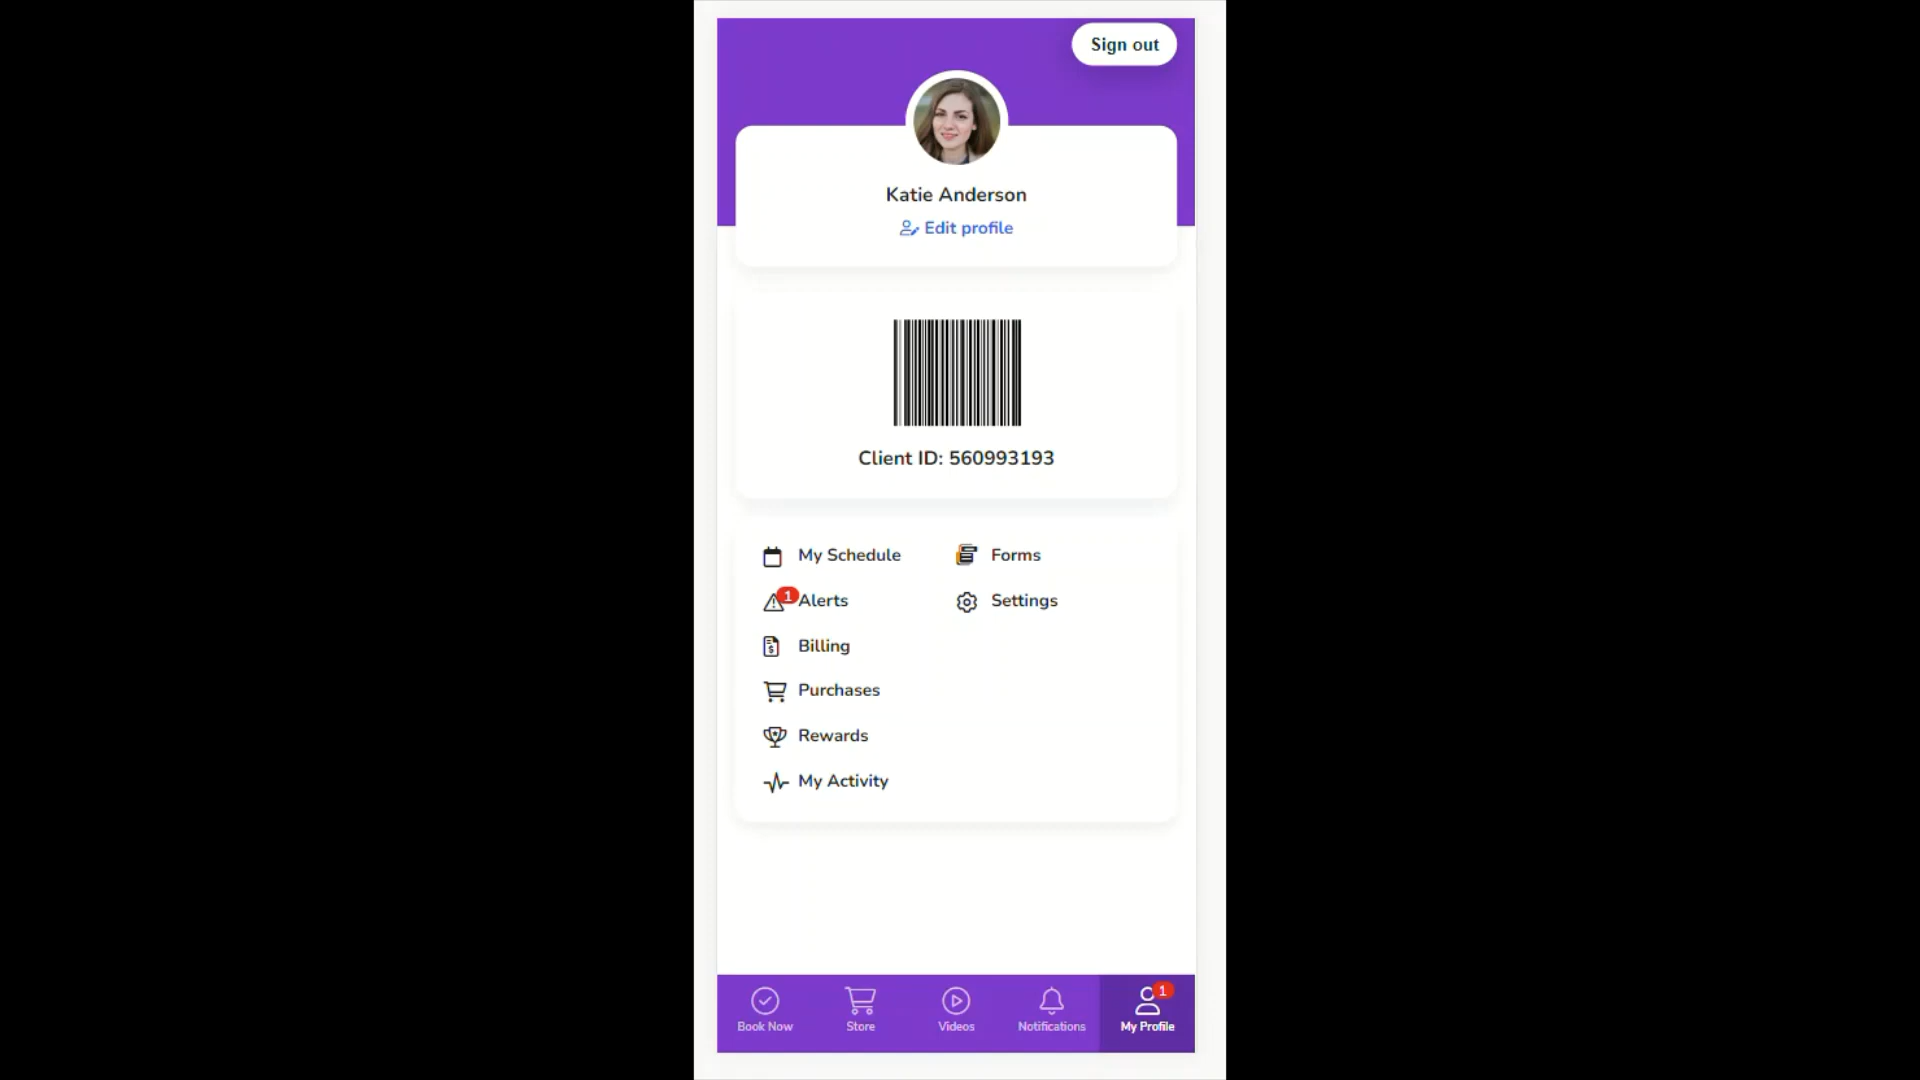 Sign out
Katie Anderson
Edit profile
Client ID: 560993193
My Schedule
Forms
1
Alerts
Settings
Billing
Purchases
Rewards
My Activity
1
Book Now
Store
Videos
Notifications
My Profile